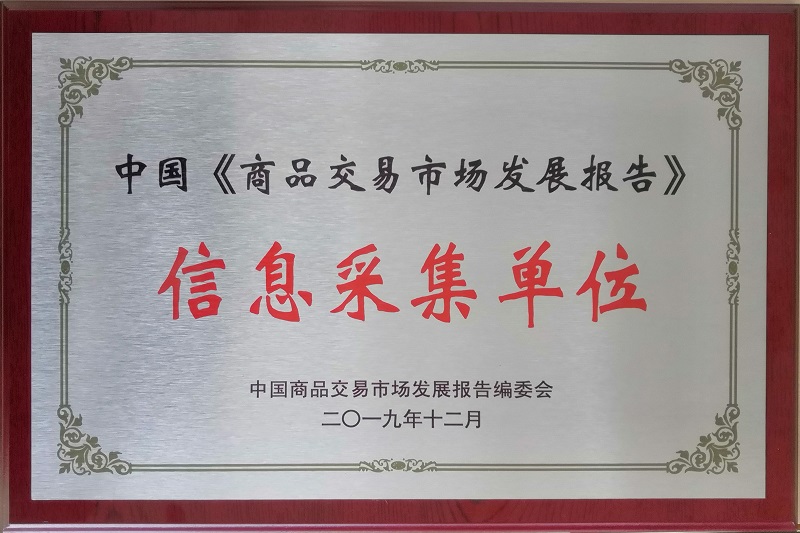 中国《商品交易市场发展报告》
信息采集单位
中国商品交易市场发展报告编委会
二〇一九年十二月